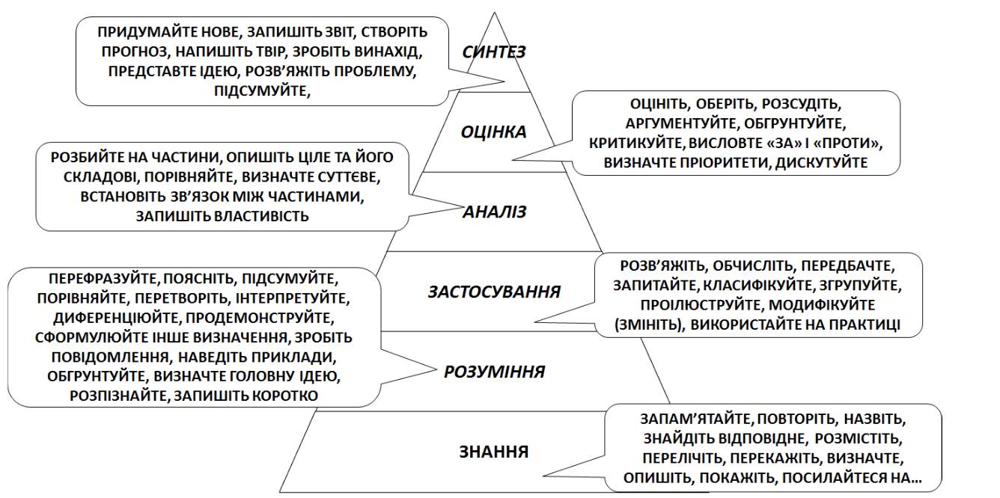 ПРИДУМАЙТЕ НОВЕ, ЗАПИШІТЬ ЗВІТ, СТВОРІТЬ
ПРОГНОЗ, НАПИШІТЬ ТВІР, ЗРОБІТЬ ВИНАХІД,
ПРЕДСТАВТЕ ІДЕЮ, РОЗВ’ЯЖІТЬ ПРОБЛЕМУ,
ПІДСУМУЙТЕ,
СИНТЕЗ
ОЦІНІТЬ, ОБЕРІТЬ, РОЗСУДІТЬ,
АРГУМЕНТУЙТЕ, ОБГРУНТУЙТЕ,
КРИТИКУЙТЕ, ВИСЛОВТЕ «ЗА» І «ПРОТИ»,
ВИЗНАЧТЕ ПРІОРИТЕТИ, ДИСКУТУЙТЕ
ОЦІНКА
РОЗБИЙТЕ НА ЧАСТИНИ, ОПИШІТЬ ЦІЛЕ ТА ЙОГО
СКЛАДОВІ, ПОРІВНЯЙТЕ, ВИЗНАЧТЕ СУТТЄВЕ,
ВСТАНОВІТЬ ЗВ’ЯЗОК МІЖ ЧАСТИНАМИ,
ЗАПИШІТЬ ВЛАСТИВІСТЬ
АНАЛІЗ
РОЗВ’ЯЖІТЬ, ОБЧИСЛІТЬ, ПЕРЕДБАЧТЕ,
ЗАПИТАЙТЕ, КЛАСИФІКУЙТЕ, ЗГРУПУЙТЕ,
ПРОІЛЮСТРУЙТЕ, МОДИФІКУЙТЕ
(ЗМІНІТЬ), ВИКОРИСТАЙТЕ НА ПРАКТИЦІ
ЗАСТОСУВАННЯ
ПЕРЕФРАЗУЙТЕ, ПОЯСНІТЬ, ПІДСУМУЙТЕ,
ПОРІВНЯЙТЕ, ПЕРЕТВОРІТЬ, ІНТЕРПРЕТУЙТЕ,
ДИФЕРЕНЦІЮЙТЕ, ПРОДЕМОНСТРУЙТЕ,
СФОРМУЛЮЙТЕ ІНШЕ ВИЗНАЧЕННЯ, ЗРОБІТЬ
ПОВІДОМЛЕННЯ, НАВЕДІТЬ ПРИКЛАДИ,
ОБГРУНТУЙТЕ, ВИЗНАЧТЕ ГОЛОВНУ ІДЕЮ,
РОЗПІЗНАЙТЕ, ЗАПИШІТЬ КОРОТКО
РОЗУМІННЯ
ЗАПАМ’ЯТАЙТЕ, ПОВТОРІТЬ, НАЗВІТЬ,
ЗНАЙДІТЬ ВІДПОВІДНЕ, РОЗМІСТІТЬ,
ПЕРЕЛІЧІТЬ, ПЕРЕКАЖІТЬ, ВИЗНАЧТЕ,
ОПИШІТЬ, ПОКАЖІТЬ, ПОСИЛАЙТЕСЯ НА…
ЗНАННЯ